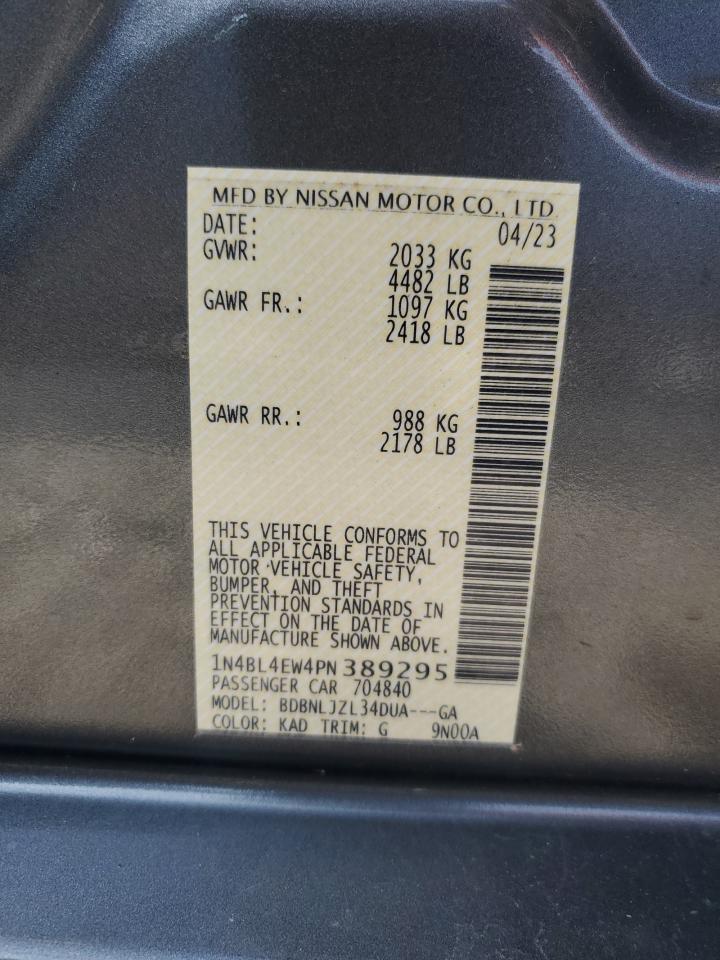 MFD BY NISSAN MOTOR CO., LTD.
DATE: 04/23
GVWR: 2033 KG
4482 LB
GAWR FR.: 1097 KG
2418 LB
GAWR RR.: 988 KG
2178 LB
THIS VEHICLE CONFORMS TO
ALL APPLICABLE FEDERAL
MOTOR VEHICLE SAFETY,
BUMPER, AND THEFT
PREVENTION STANDARDS IN
EFFECT ON THE DATE OF
MANUFACTURE SHOWN ABOVE.
1N4BL4EW4PN389295
PASSENGER CAR 704840
MODEL: BDBNLJZL34DUA---GA
COLOR: KAD TRIM: G 9N00A